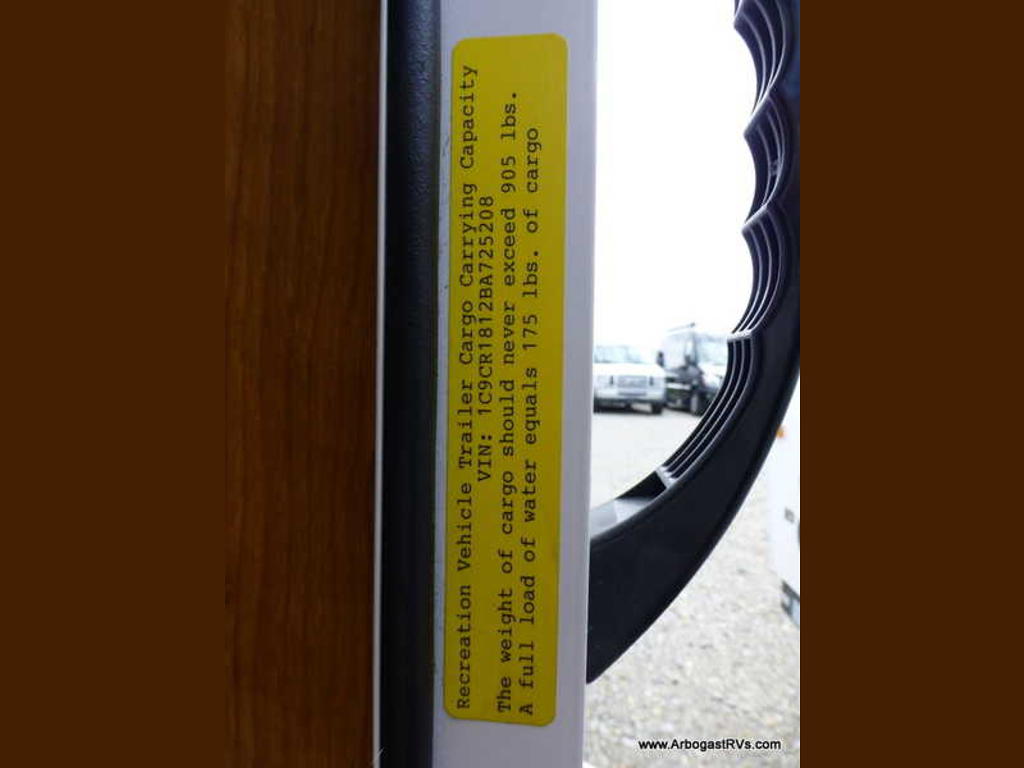 Recreation Vehicle Trailer Cargo Carrying Capacity
VIN: 1C9CR1812BA725208
The weight of cargo should never exceed 905 lbs.
A full load of water equals 175 lbs. of cargo
www.ArbogastRVs.com